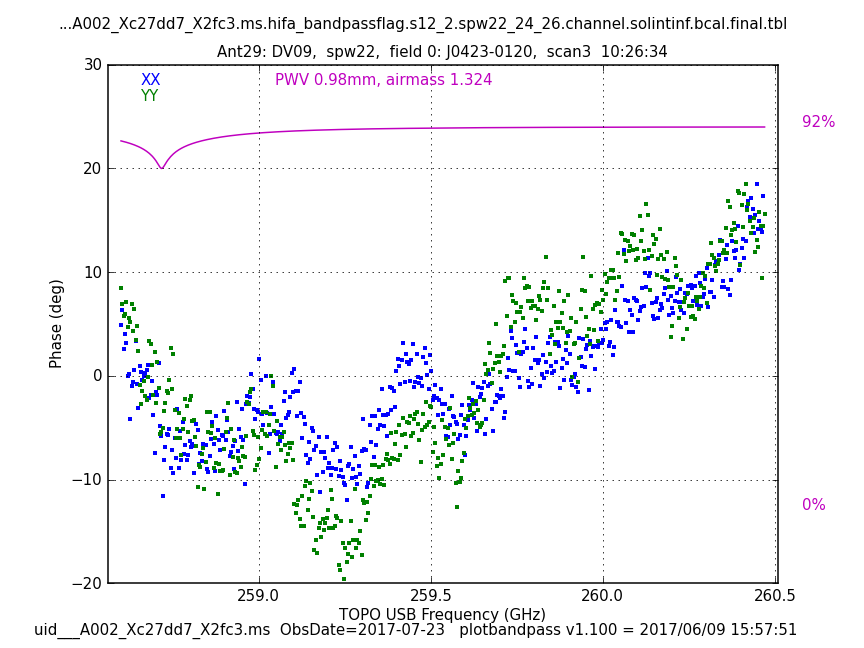 ...A002_Xc27dd7_X2fc3.ms.hifa_bandpassflag.s12_2.spw22_24_26.channel.solintinf.bcal.final.tbl
Ant29: DV09, spw22, field 0: J0423-0120, scan3 10:26:34
XX
YY
PWV 0.98mm, airmass 1.324
92%
0%
30
20
10
0
−10
−20
Phase (deg)
259.0
259.5
260.0
260.5
TOPO USB Frequency (GHz)
uid___A002_Xc27dd7_X2fc3.ms ObsDate=2017-07-23 plotbandpass v1.100 = 2017/06/09 15:57:51